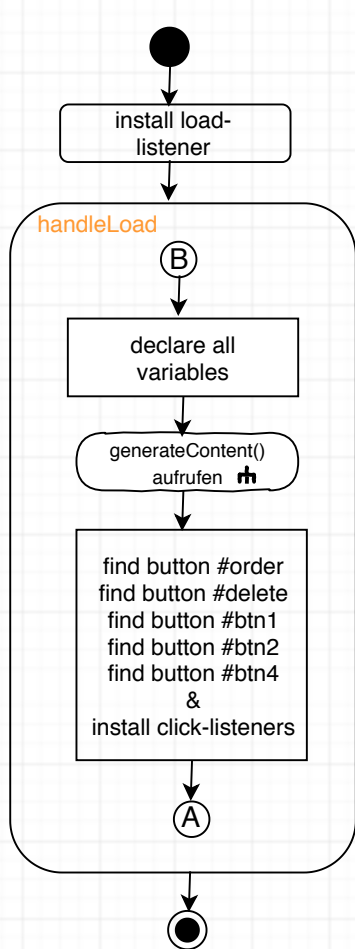 install load-
listener
handleLoad
B
declare all
variables
generateContent()
aufrufen
find button #order
find button #delete
find button #btn1
find button #btn2
find button #btn4
&
install click-listeners
A